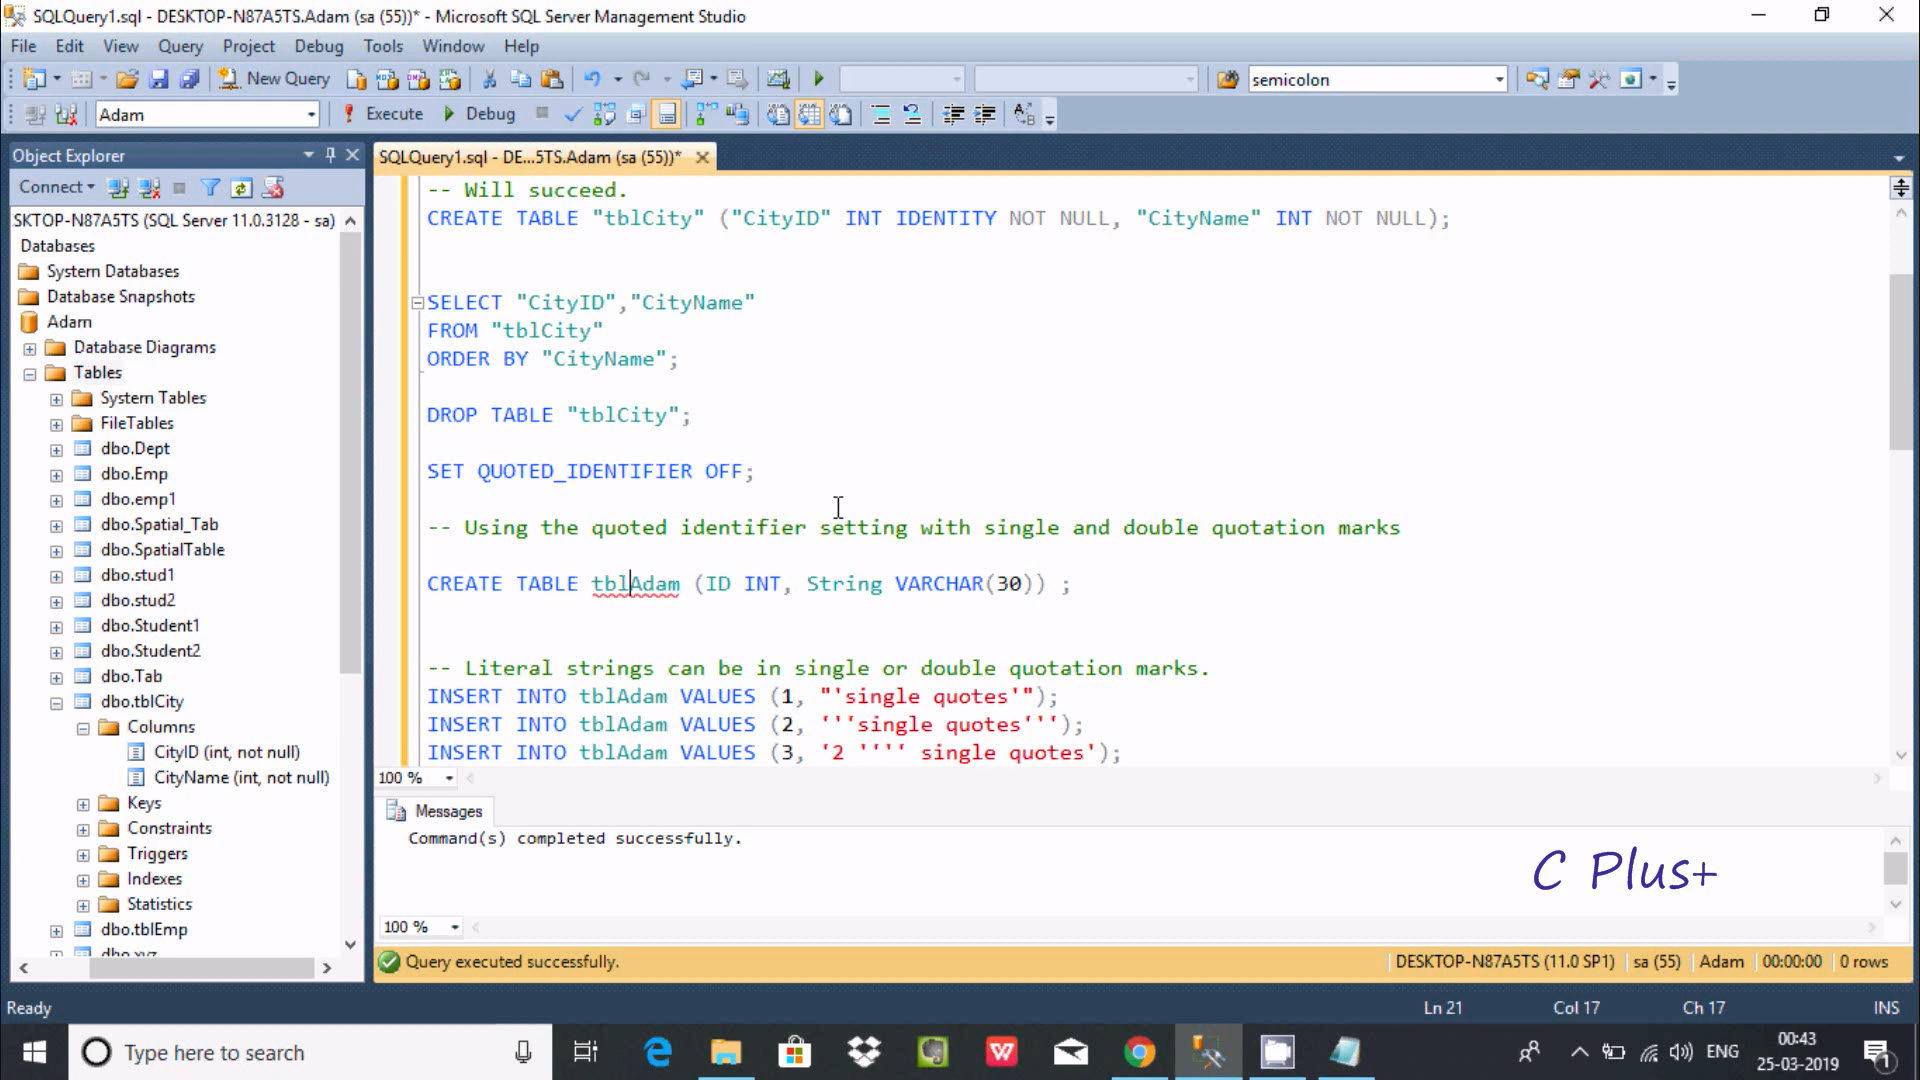 SQLQuery1.sql - DESKTOP-N87A5TS.Adam (sa (55))* - Microsoft SQL Server Management Studio
File Edit View Query Project Debug Tools Window Help
New Query semicolon
Adam Execute Debug
Object Explorer
Connect
SKTOP-N87A5TS (SQL Server 11.0.3128 - sa)
Databases
System Databases
Database Snapshots
Adam
Database Diagrams
Tables
System Tables
FileTables
dbo.Dept
dbo.Emp
dbo.emp1
dbo.Spatial_Tab
dbo.SpatialTable
dbo.stud1
dbo.stud2
dbo.Student1
dbo.Student2
dbo.Tab
dbo.tblCity
Columns
CityID (int, not null)
CityName (int, not null)
Keys
Constraints
Triggers
Indexes
Statistics
dbo.tblEmp
dbo.xyz
SQLQuery1.sql - DE...5TS.Adam (sa (55))*
-- Will succeed.
CREATE TABLE "tblCity" ("CityID" INT IDENTITY NOT NULL, "CityName" INT NOT NULL);
SELECT "CityID","CityName"
FROM "tblCity"
ORDER BY "CityName";
DROP TABLE "tblCity";
SET QUOTED_IDENTIFIER OFF;
-- Using the quoted identifier setting with single and double quotation marks
CREATE TABLE tblAdam (ID INT, String VARCHAR(30)) ;
-- Literal strings can be in single or double quotation marks.
INSERT INTO tblAdam VALUES (1, "'single quotes'");
INSERT INTO tblAdam VALUES (2, '''single quotes''');
INSERT INTO tblAdam VALUES (3, '2 '''' single quotes');
100 %
Messages
Command(s) completed successfully.
C Plus+
100 %
Query executed successfully. DESKTOP-N87A5TS (11.0 SP1) sa (55) Adam 00:00:00 0 rows
Ready Ln 21 Col 17 Ch 17 INS
Type here to search ENG 00:43
25-03-2019
1